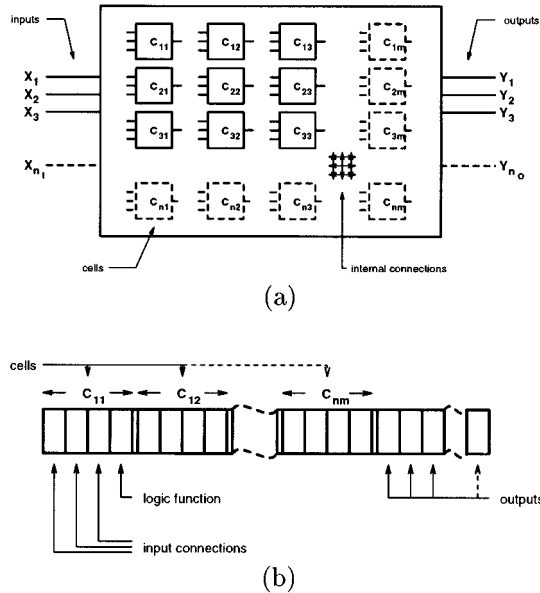 inputs outputs
C11 C12 C13 C1m
X1 Y1
C21 C22 C23 C2m
X2 Y2
X3 Y3
C31 C32 C33 C3m
Xni Yno
Cn1 Cn2 Cn3 Cnm
cells internal connections
(a)
cells
C11 C12 Cnm
logic function outputs
input connections
(b)